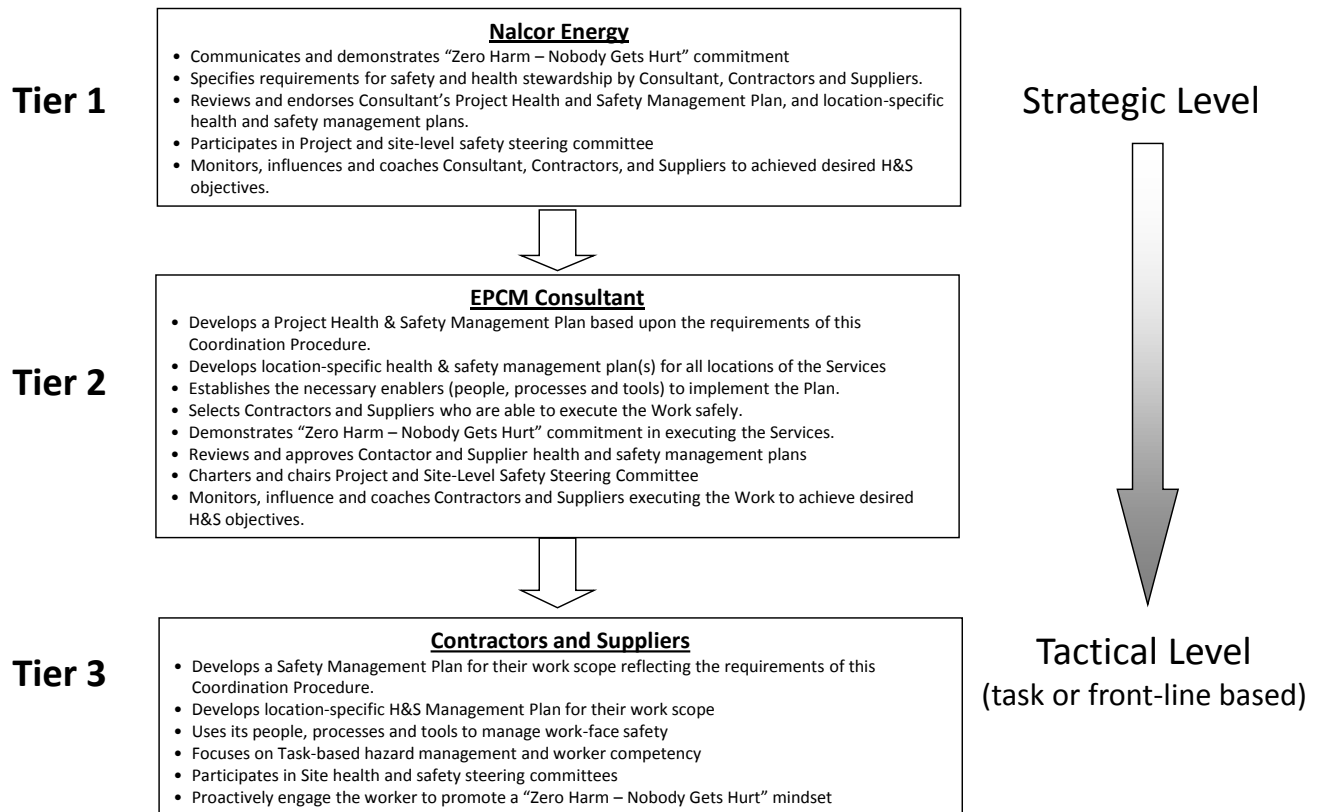 Tier 1
Nalcor Energy
• Communicates and demonstrates “Zero Harm – Nobody Gets Hurt” commitment
• Specifies requirements for safety and health stewardship by Consultant, Contractors and Suppliers.
• Reviews and endorses Consultant’s Project Health and Safety Management Plan, and location-specific
health and safety management plans.
• Participates in Project and site-level safety steering committee
• Monitors, influences and coaches Consultant, Contractors, and Suppliers to achieved desired H&S
objectives.
Strategic Level
Tier 2
EPCM Consultant
• Develops a Project Health & Safety Management Plan based upon the requirements of this
Coordination Procedure.
• Develops location-specific health & safety management plan(s) for all locations of the Services
• Establishes the necessary enablers (people, processes and tools) to implement the Plan.
• Selects Contractors and Suppliers who are able to execute the Work safely.
• Demonstrates “Zero Harm – Nobody Gets Hurt” commitment in executing the Services.
• Reviews and approves Contactor and Supplier health and safety management plans
• Charters and chairs Project and Site-Level Safety Steering Committee
• Monitors, influence and coaches Contractors and Suppliers executing the Work to achieve desired
H&S objectives.
Tier 3
Contractors and Suppliers
• Develops a Safety Management Plan for their work scope reflecting the requirements of this
Coordination Procedure.
• Develops location-specific H&S Management Plan for their work scope
• Uses its people, processes and tools to manage work-face safety
• Focuses on Task-based hazard management and worker competency
• Participates in Site health and safety steering committees
• Proactively engage the worker to promote a “Zero Harm – Nobody Gets Hurt” mindset
Tactical Level
(task or front-line based)